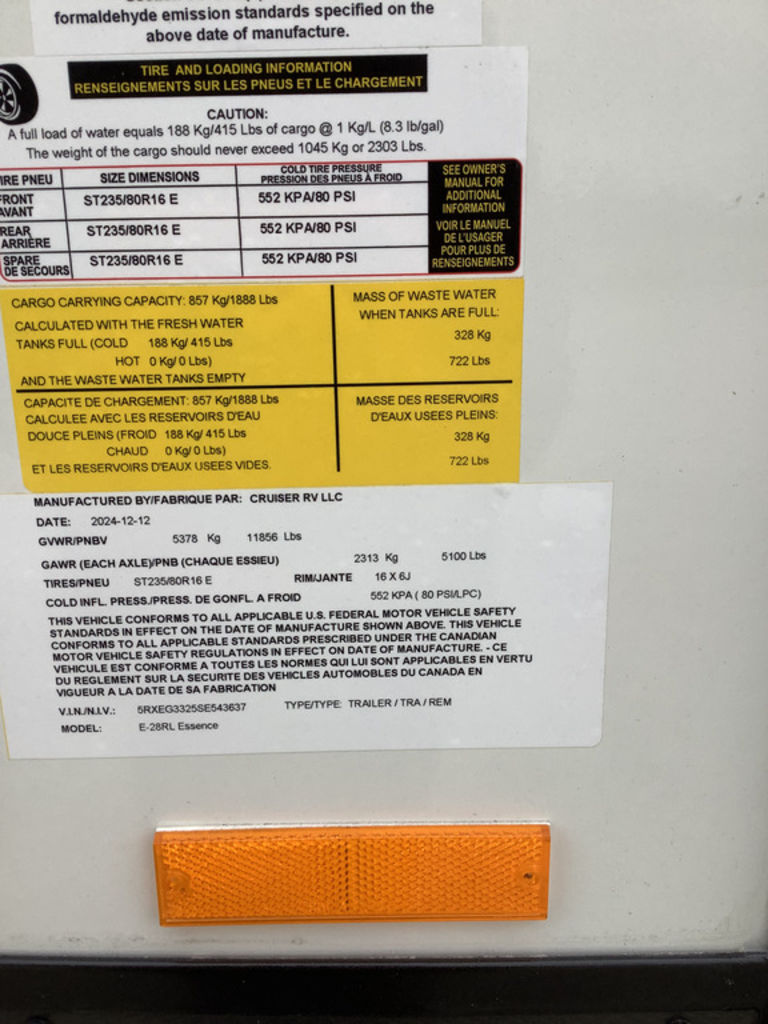 formaldehyde emission standards specified on the
above date of manufacture.
TIRE AND LOADING INFORMATION
RENSEIGNEMENTS SUR LES PNEUS ET LE CHARGEMENT
CAUTION:
A full load of water equals 188 Kg/415 Lbs of cargo @ 1 Kg/L (8.3 lb/gal)
The weight of the cargo should never exceed 1045 Kg or 2303 Lbs.
IRE PNEU SIZE DIMENSIONS COLD TIRE PRESSURE
PRESSION DES PNEUS À FROID
FRONT
AVANT ST235/80R16 E 552 KPA/80 PSI
REAR
ARRIÈRE ST235/80R16 E 552 KPA/80 PSI
SPARE
DE SECOURS ST235/80R16 E 552 KPA/80 PSI
SEE OWNER'S
MANUAL FOR
ADDITIONAL
INFORMATION
VOIR LE MANUEL
DE L'USAGER
POUR PLUS DE
RENSEIGNEMENTS
CARGO CARRYING CAPACITY: 857 Kg/1888 Lbs
CALCULATED WITH THE FRESH WATER
TANKS FULL (COLD 188 Kg/ 415 Lbs
HOT 0 Kg/ 0 Lbs)
AND THE WASTE WATER TANKS EMPTY
MASS OF WASTE WATER
WHEN TANKS ARE FULL:
328 Kg
722 Lbs
CAPACITE DE CHARGEMENT: 857 Kg/1888 Lbs
CALCULEE AVEC LES RESERVOIRS D'EAU
DOUCE PLEINS (FROID 188 Kg/ 415 Lbs
CHAUD 0 Kg/ 0 Lbs)
ET LES RESERVOIRS D'EAUX USEES VIDES.
MASSE DES RESERVOIRS
D'EAUX USEES PLEINS:
328 Kg
722 Lbs
MANUFACTURED BY/FABRIQUE PAR: CRUISER RV LLC
DATE: 2024-12-12
GVWR/PNBV 5378 Kg 11856 Lbs
GAWR (EACH AXLE)/PNB (CHAQUE ESSIEU) 2313 Kg 5100 Lbs
TIRES/PNEU ST235/80R16 E RIM/JANTE 16 X 6J
COLD INFL. PRESS./PRESS. DE GONFL. A FROID 552 KPA ( 80 PSI/LPC)
THIS VEHICLE CONFORMS TO ALL APPLICABLE U.S. FEDERAL MOTOR VEHICLE SAFETY
STANDARDS IN EFFECT ON THE DATE OF MANUFACTURE SHOWN ABOVE. THIS VEHICLE
CONFORMS TO ALL APPLICABLE STANDARDS PRESCRIBED UNDER THE CANADIAN
MOTOR VEHICLE SAFETY REGULATIONS IN EFFECT ON DATE OF MANUFACTURE. - CE
VEHICULE EST CONFORME A TOUTES LES NORMES QUI LUI SONT APPLICABLES EN VERTU
DU REGLEMENT SUR LA SECURITE DES VEHICLES AUTOMOBILES DU CANADA EN
VIGUEUR A LA DATE DE SA FABRICATION
V.I.N./N.I.V.: 5RXEG3325SE543637 TYPE/TYPE: TRAILER / TRA / REM
MODEL: E-28RL Essence